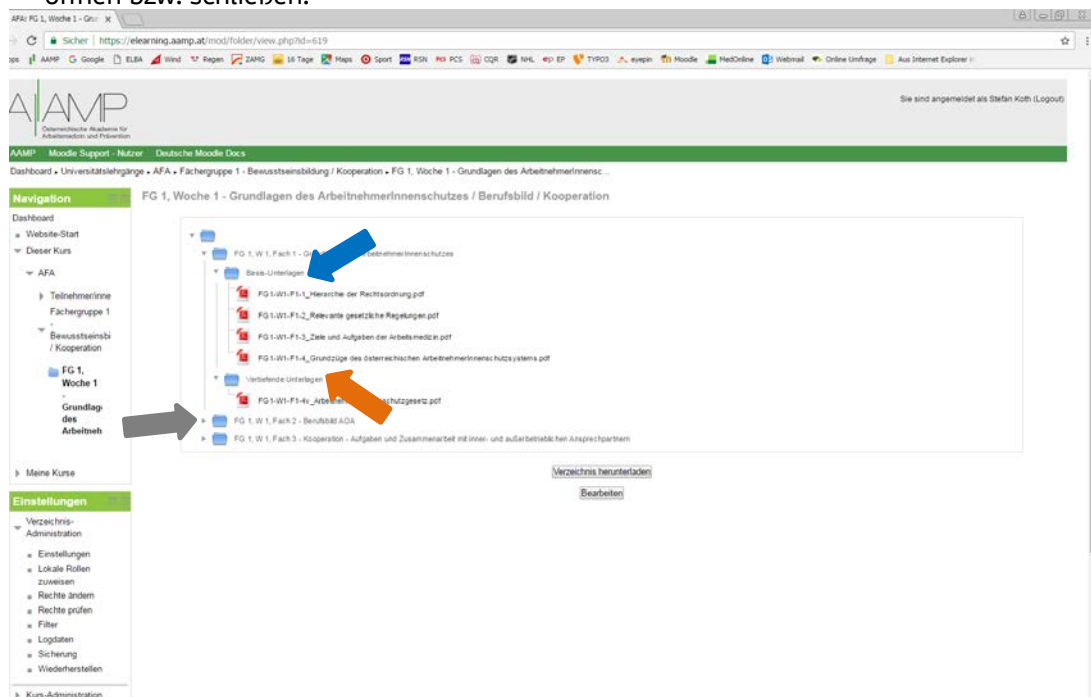 öffnen bzw. schließen.
AFA: FG 1, Woche 1 - Gru
Sicher | https://elearning.aamp.at/mod/folder/view.php?id=619
AAMP Google ELBA Wind Regen ZAMG 16 Tage Maps Sport RSN PCS CQR NHL EP TYPO3 eyepin Moodle MedOnline Webmail Online Umfrage Aus Internet Explorer i
AAMP
Österreichische Akademie für
Arbeitsmedizin und Prävention
Sie sind angemeldet als Stefan Koth (Logout)
AAMP Moodle Support - Nutzer Deutsche Moodle Docs
Dashboard Universitätslehrgänge AFA Fächergruppe 1 - Bewusstseinsbildung / Kooperation FG 1, Woche 1 - Grundlagen des ArbeitnehmerInnensc...
Navigation
FG 1, Woche 1 - Grundlagen des ArbeitnehmerInnenschutzes / Berufsbild / Kooperation
Dashboard
Website-Start
Dieser Kurs
AFA
Teilnehmer/inne
Fächergruppe 1
-
Bewusstseinsbi
/ Kooperation
FG 1,
Woche 1
-
Grundlag
des
Arbeitneh
Meine Kurse
FG 1, W 1, Fach 1 - ArbeitnehmerInnenschutzes
Basis-Unterlagen
FG1-W1-F1-1_Hierarchie der Rechtsordnung.pdf
FG1-W1-F1-2_Relevante gesetzliche Regelungen.pdf
FG1-W1-F1-3_Ziele und Aufgaben der Arbeitsmedizin.pdf
FG1-W1-F1-4_Grundzüge des österreichischen ArbeitnehmerInnenschutzsystems.pdf
Vertiefende Unterlagen
FG1-W1-F1-4v_ schutzgesetz.pdf
FG 1, W 1, Fach 2 - Berufsbild AOA
FG 1, W 1, Fach 3 - Kooperation - Aufgaben und Zusammenarbeit mit inner- und außerbetrieblichen Ansprechpartnern
Verzeichnis herunterladen
Bearbeiten
Einstellungen
Verzeichnis-
Administration
Einstellungen
Lokale Rollen
zuweisen
Rechte ändern
Rechte prüfen
Filter
Logdaten
Sicherung
Wiederherstellen
Kurs-Administration